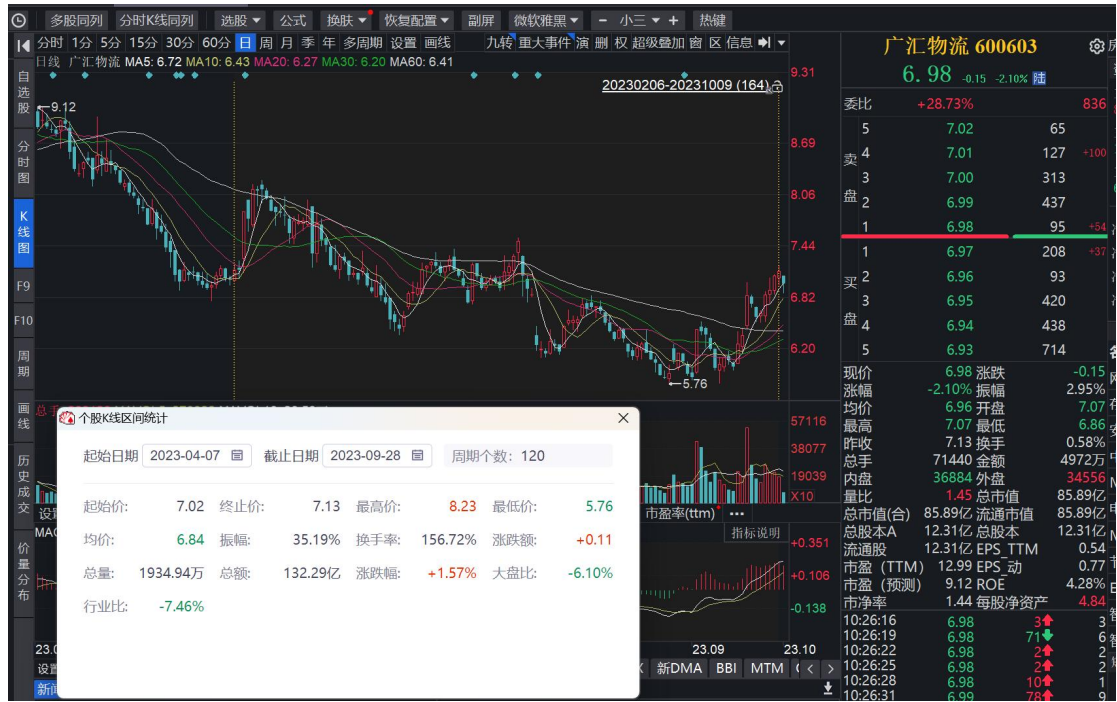 多股同列 分时K线同列 选股 公式 换肤 恢复配置 副屏 微软雅黑 − 小三 + 热键
分时 1分 5分 15分 30分 60分 日 周 月 季 年 多周期 设置 画线 九转 重大事件 演 删 权 超级叠加 窗 区 信息
日线 广汇物流 MA5: 6.72 MA10: 6.43 MA20: 6.27 MA30: 6.20 MA60: 6.41
20230206-20231009 (164)
9.31
9.12
8.69
8.06
7.44
6.82
6.20
5.76
自选股
分时图
K线图
F9
F10
周期
画线
历史成交
价量分布
总手
57116
38077
19039
X10
设置
市盈率(ttm) ···
指标说明
+0.351
+0.106
-0.138
23.09 23.10
新DMA BBI MTM
个股K线区间统计
起始日期 2023-04-07 截止日期 2023-09-28 周期个数: 120
起始价: 7.02 终止价: 7.13 最高价: 8.23 最低价: 5.76
均价: 6.84 振幅: 35.19% 换手率: 156.72% 涨跌额: +0.11
总量: 1934.94万 总额: 132.29亿 涨跌幅: +1.57% 大盘比: -6.10%
行业比: -7.46%
广汇物流 600603
6.98 -0.15 -2.10% 陆
委比 +28.73% 836
卖盘
5 7.02 65
4 7.01 127 +100
3 7.00 313
2 6.99 437
1 6.98 95 +54
买盘
1 6.97 208 +37
2 6.96 93
3 6.95 420
4 6.94 438
5 6.93 714
现价 6.98 涨跌 -0.15
涨幅 -2.10% 振幅 2.95%
均价 6.96 开盘 7.07
最高 7.07 最低 6.86
昨收 7.13 换手 0.58%
总手 71440 金额 4972万
内盘 36884 外盘 34556
量比 1.45 总市值 85.89亿
总市值(合) 85.89亿 流通市值 85.89亿
总股本A 12.31亿 总股本 12.31亿
流通股 12.31亿 EPS_TTM 0.54
市盈（TTM） 12.99 EPS_动 0.77
市盈（预测） 9.12 ROE 4.28%
市净率 1.44 每股净资产 4.84
10:26:16 6.98 3 3
10:26:19 6.98 71 6
10:26:22 6.98 2 2
10:26:25 6.98 2 2
10:26:28 6.98 10 1
10:26:31 6.99 78 9